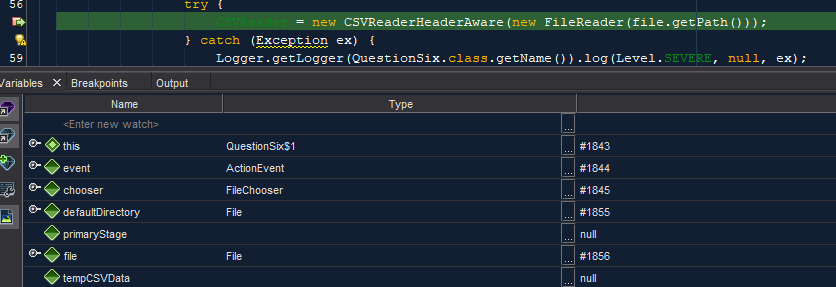 56 try {
CSVReader = new CSVReaderHeaderAware(new FileReader(file.getPath()));
} catch (Exception ex) {
59 Logger.getLogger(QuestionSix.class.getName()).log(Level.SEVERE, null, ex);
Variables × Breakpoints Output
Name Type
<Enter new watch> ...
this QuestionSix$1 ... #1843
event ActionEvent ... #1844
chooser FileChooser ... #1845
defaultDirectory File ... #1855
primaryStage ... null
file File ... #1856
tempCSVData ... null